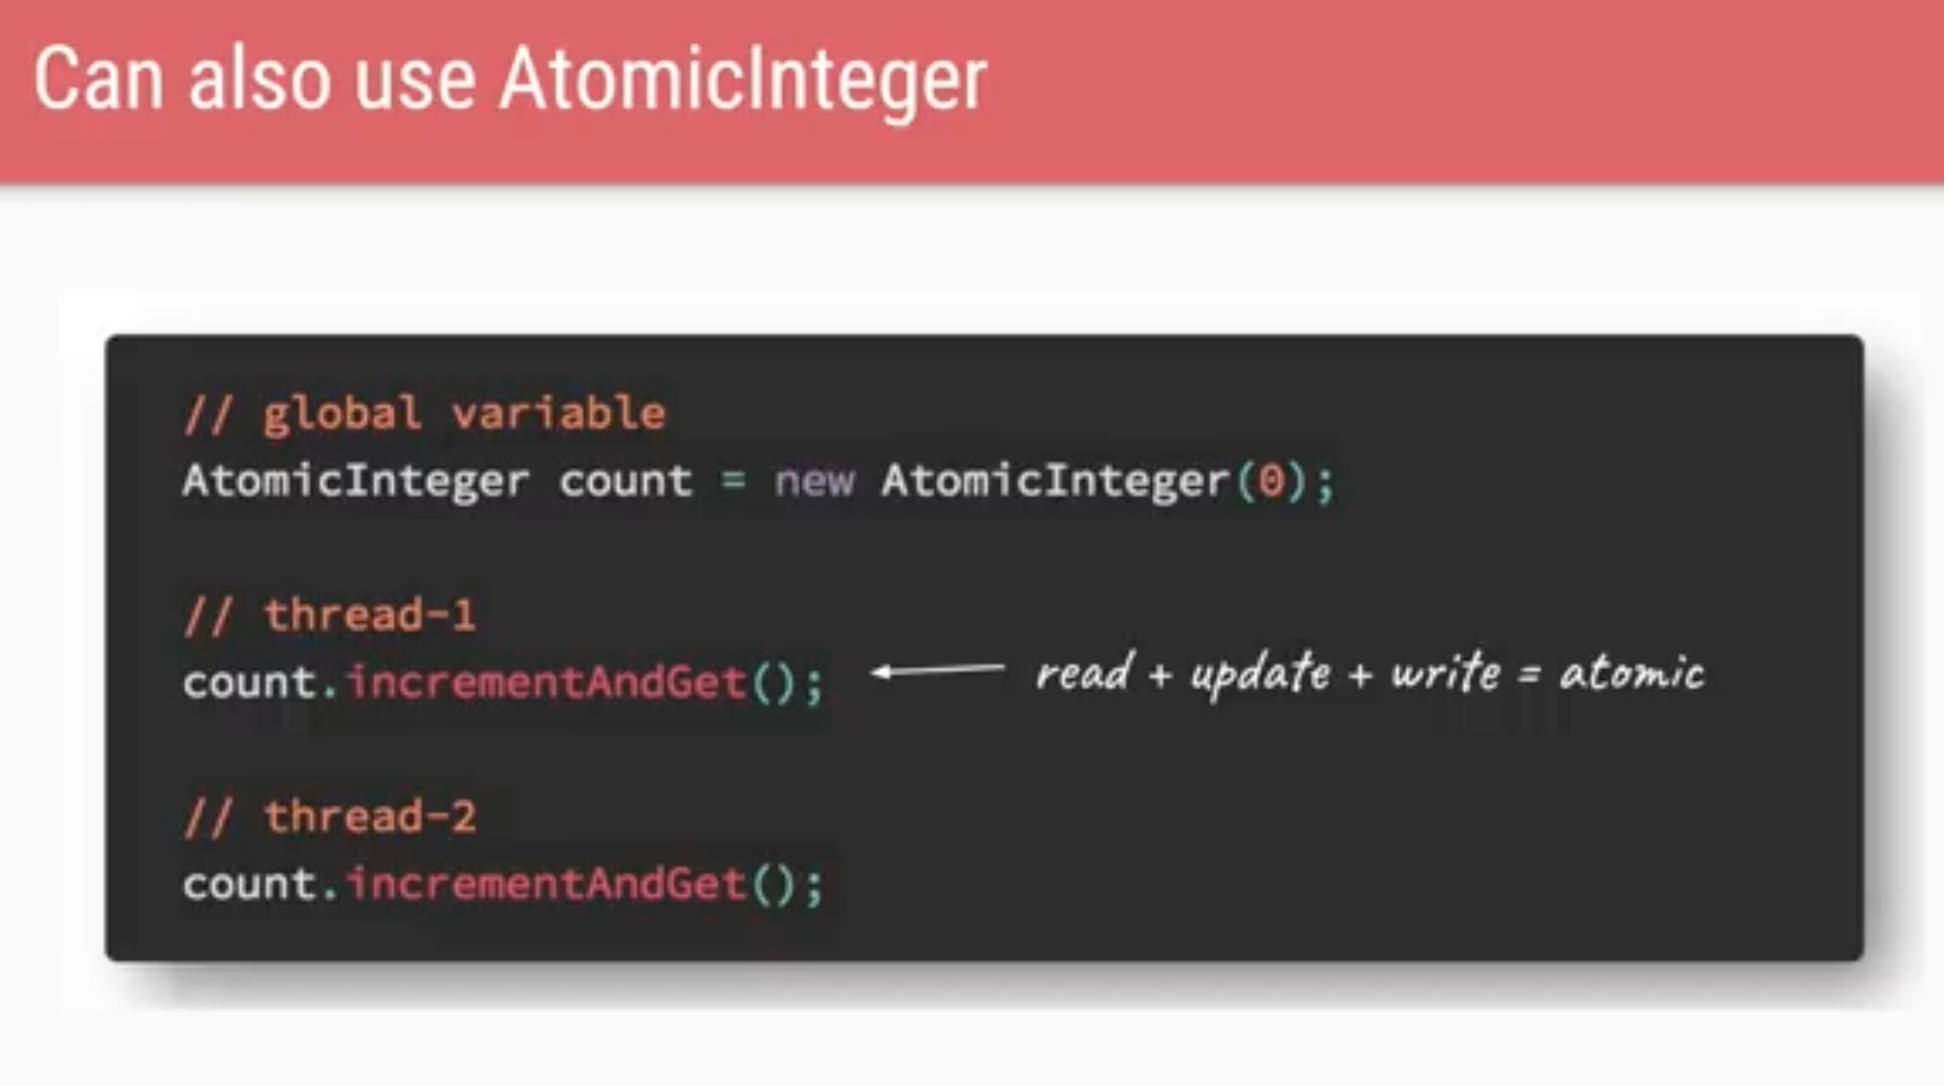 Can also use AtomicInteger
// global variable
AtomicInteger count = new AtomicInteger(0);
// thread-1
count.incrementAndGet(); read + update + write = atomic
// thread-2
count.incrementAndGet();